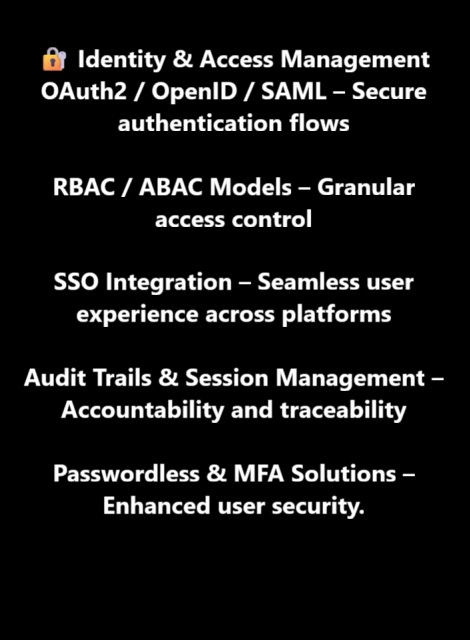 🔐 Identity & Access Management
OAuth2 / OpenID / SAML – Secure
authentication flows
RBAC / ABAC Models – Granular
access control
SSO Integration – Seamless user
experience across platforms
Audit Trails & Session Management –
Accountability and traceability
Passwordless & MFA Solutions –
Enhanced user security.